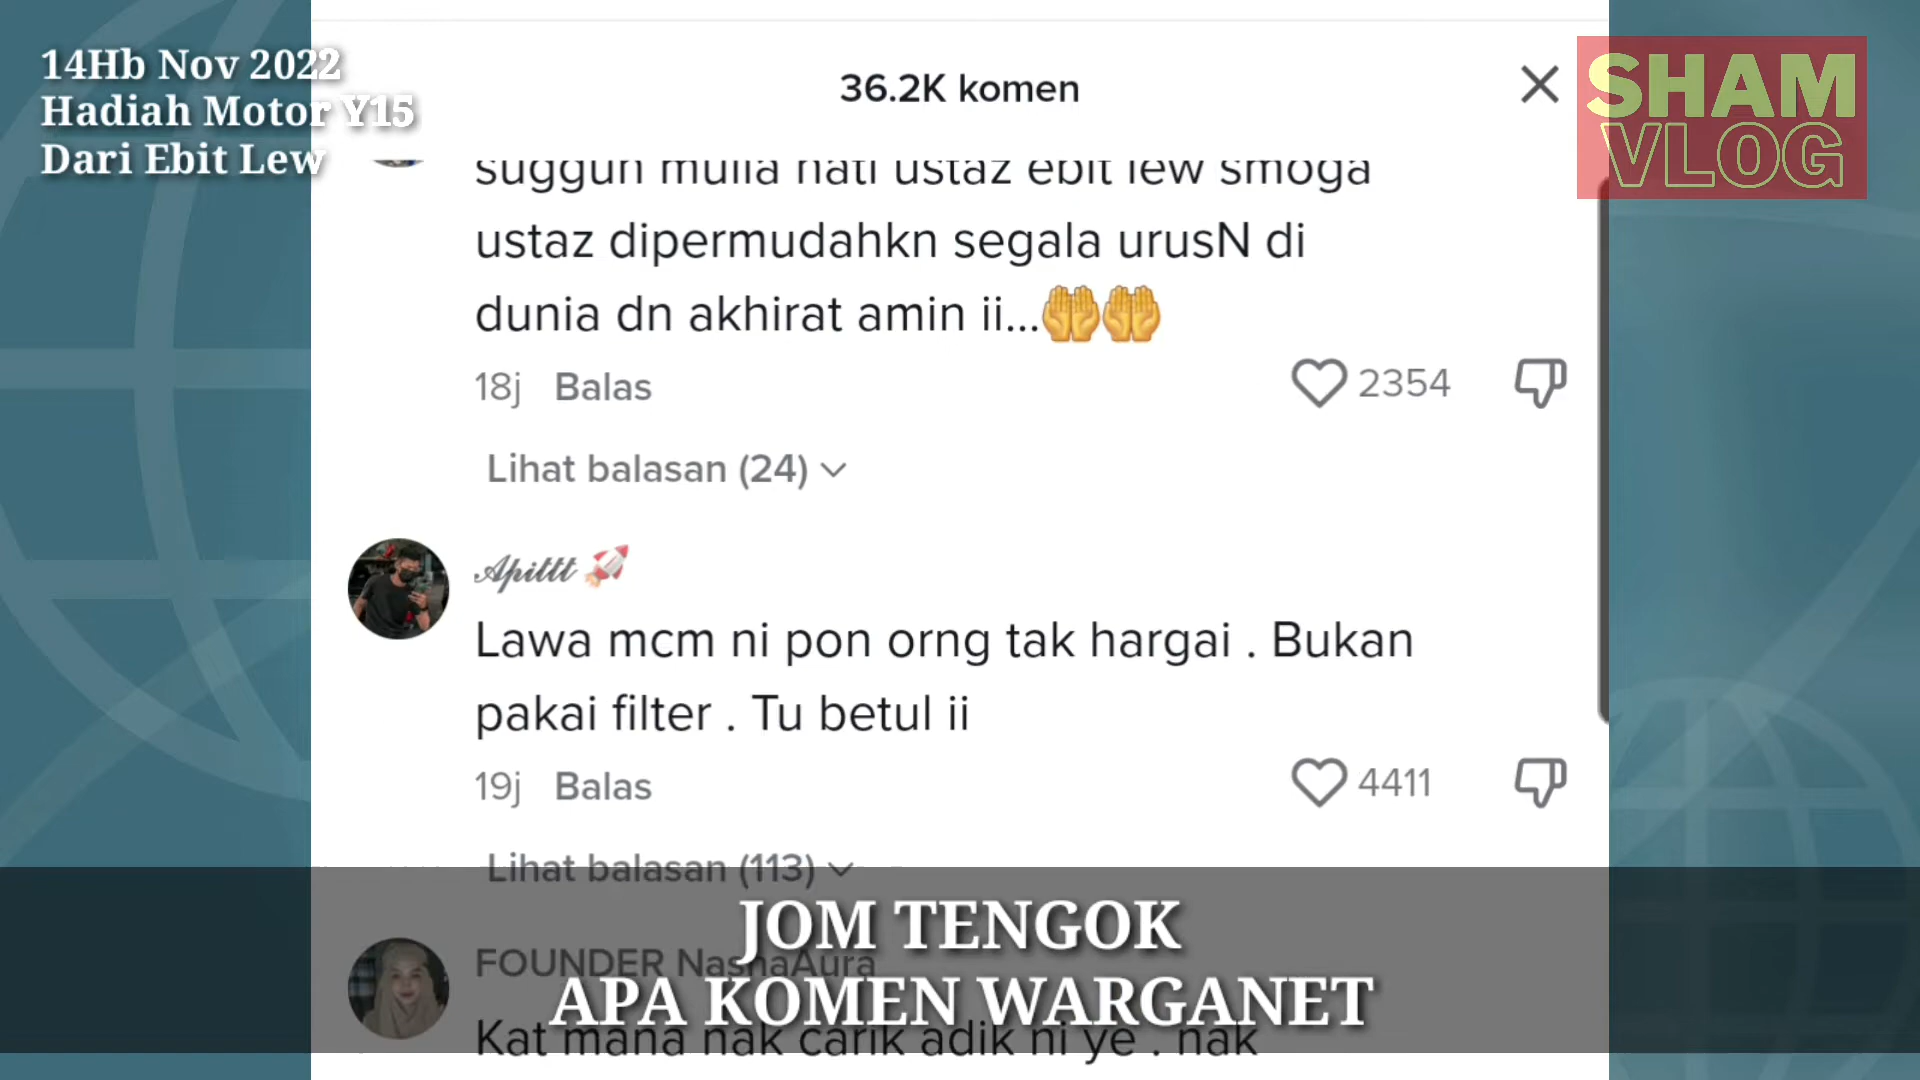 14Hb Nov 2022
Hadiah Motor Y15
Dari Ebit Lew
SHAM
VLOG
36.2K komen
suggun mulia hati ustaz ebit lew smoga
ustaz dipermudahkn segala urusN di
dunia dn akhirat amin ii...🤲🤲
18j Balas
2354
Lihat balasan (24)
𝒜𝓅𝒾𝓉𝓉𝓉 🚀
Lawa mcm ni pon orng tak hargai . Bukan
pakai filter . Tu betul ii
19j Balas
4411
Lihat balasan (113)
FOUNDER NashaAura
Kat mana nak carik adik ni ye . nak
JOM TENGOK
APA KOMEN WARGANET